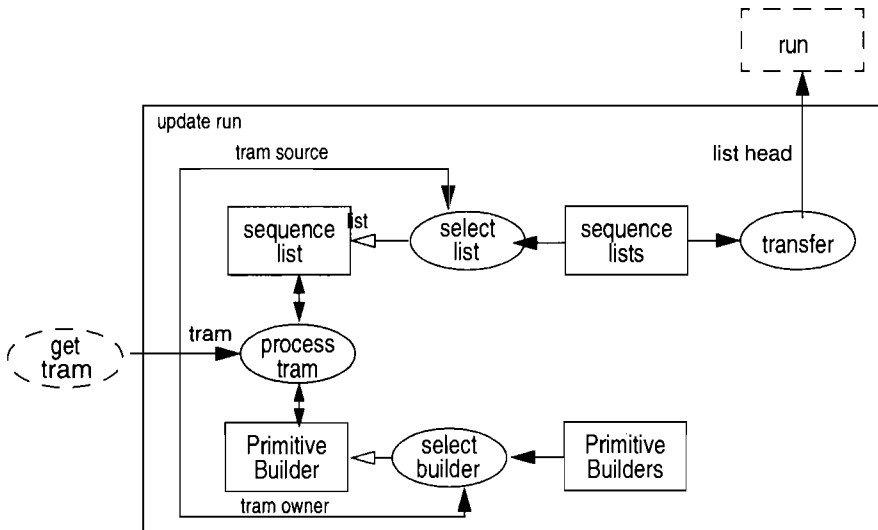 run
update run
list head
tram source
sequence
list
list
select
list
sequence
lists
transfer
get
tram
tram
process
tram
Primitive
Builder
select
builder
Primitive
Builders
tram owner